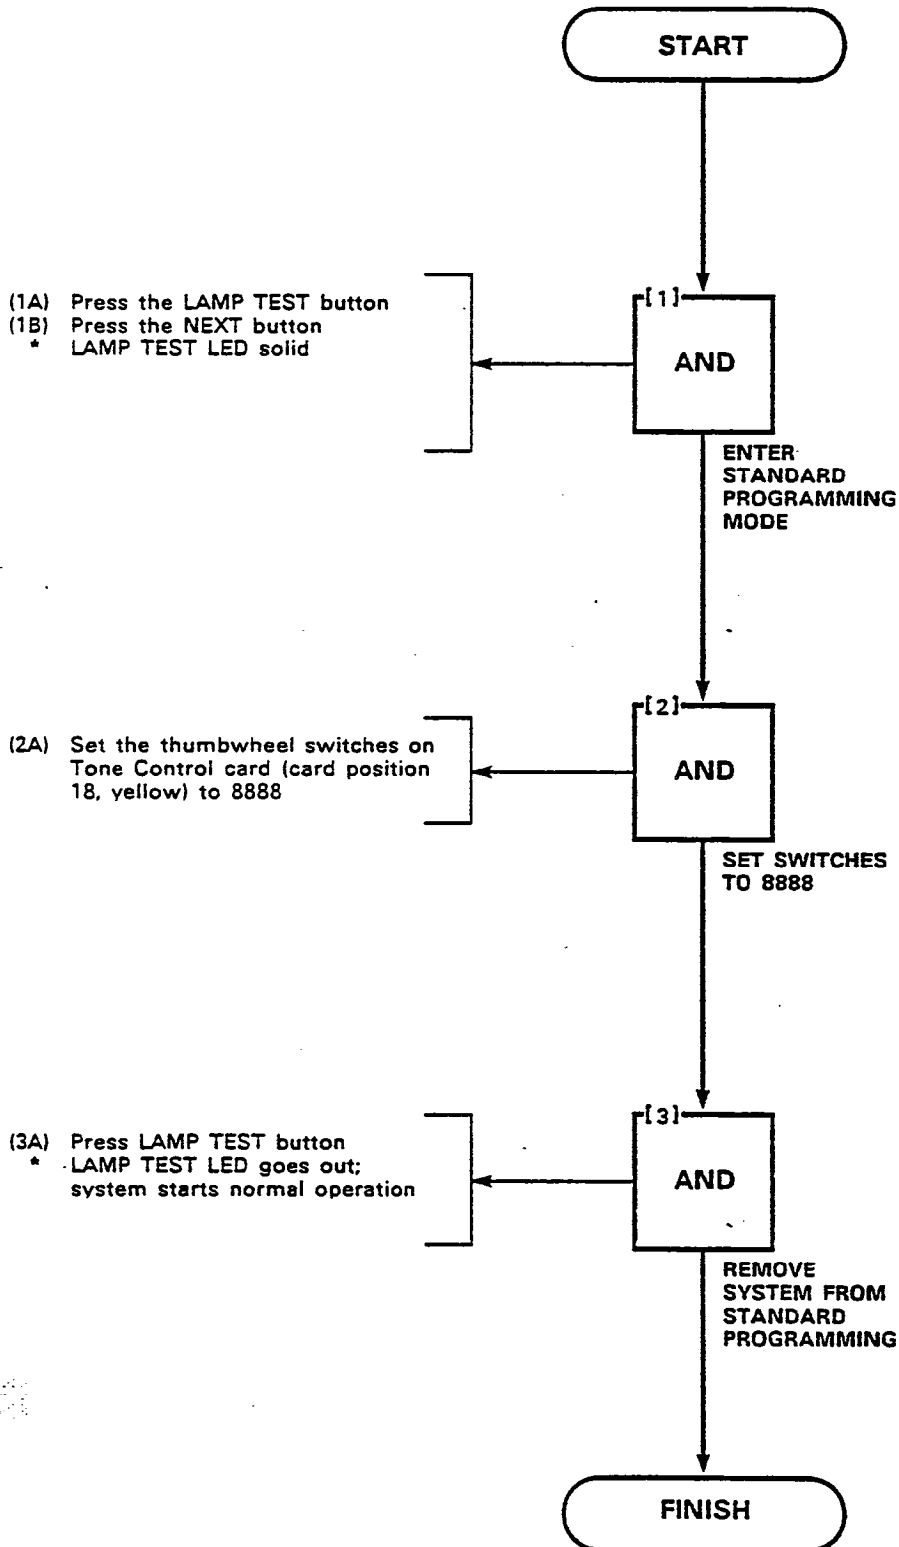 START
(1A) Press the LAMP TEST button
(1B) Press the NEXT button
* LAMP TEST LED solid
[1]
AND
ENTER
STANDARD
PROGRAMMING
MODE
(2A) Set the thumbwheel switches on
Tone Control card (card position
18, yellow) to 8888
[2]
AND
SET SWITCHES
TO 8888
(3A) Press LAMP TEST button
* LAMP TEST LED goes out;
system starts normal operation
[3]
AND
REMOVE
SYSTEM FROM
STANDARD
PROGRAMMING
FINISH